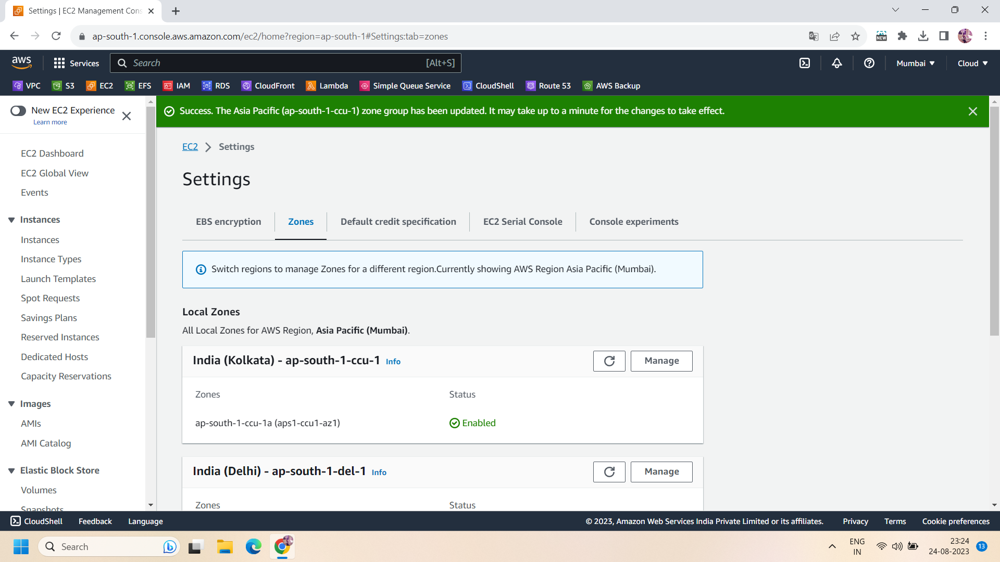 Settings | EC2 Management Cons
ap-south-1.console.aws.amazon.com/ec2/home?region=ap-south-1#Settings:tab=zones
NEW
aws
Services
Search
[Alt+S]
Mumbai
Cloud
VPC
S3
EC2
EFS
IAM
RDS
CloudFront
Lambda
Simple Queue Service
CloudShell
Route 53
AWS Backup
New EC2 Experience
Learn more
EC2 Dashboard
EC2 Global View
Events
Instances
Instances
Instance Types
Launch Templates
Spot Requests
Savings Plans
Reserved Instances
Dedicated Hosts
Capacity Reservations
Images
AMIs
AMI Catalog
Elastic Block Store
Volumes
Snapshots
Success. The Asia Pacific (ap-south-1-ccu-1) zone group has been updated. It may take up to a minute for the changes to take effect.
EC2
Settings
Settings
EBS encryption
Zones
Default credit specification
EC2 Serial Console
Console experiments
Switch regions to manage Zones for a different region.Currently showing AWS Region Asia Pacific (Mumbai).
Local Zones
All Local Zones for AWS Region, Asia Pacific (Mumbai).
India (Kolkata) - ap-south-1-ccu-1 Info
Manage
Zones
Status
ap-south-1-ccu-1a (aps1-ccu1-az1)
Enabled
India (Delhi) - ap-south-1-del-1 Info
Manage
Zones
Status
CloudShell
Feedback
Language
© 2023, Amazon Web Services India Private Limited or its affiliates.
Privacy
Terms
Cookie preferences
Search
ENG
IN
23:24
24-08-2023
13